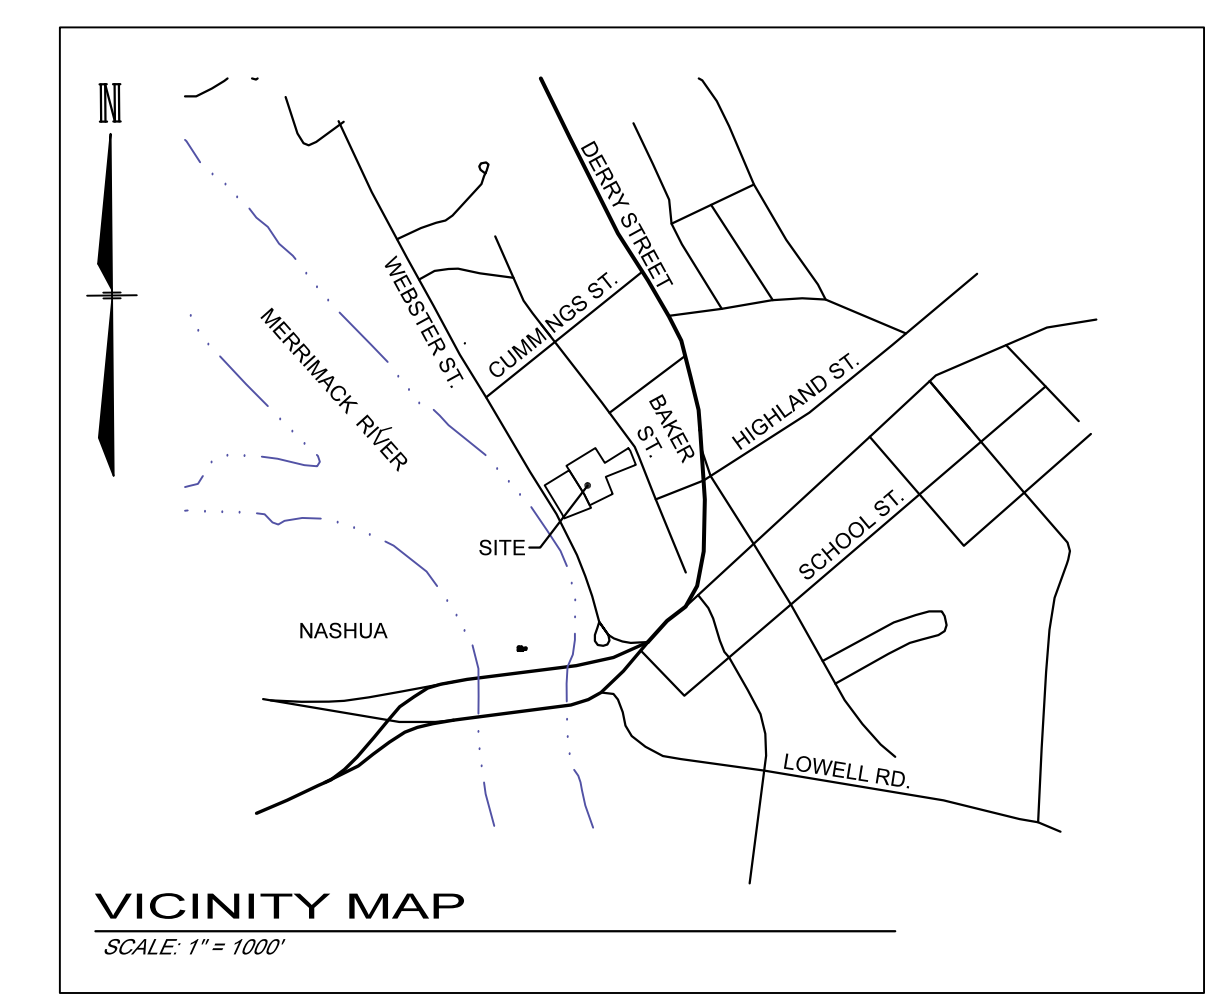 N
DERRY STREET
WEBSTER ST.
CUMMINGS ST.
MERRIMACK RIVER
HIGHLAND ST.
BAKER
ST.
SCHOOL ST.
SITE
NASHUA
LOWELL RD.
VICINITY MAP
SCALE: 1" = 1000'